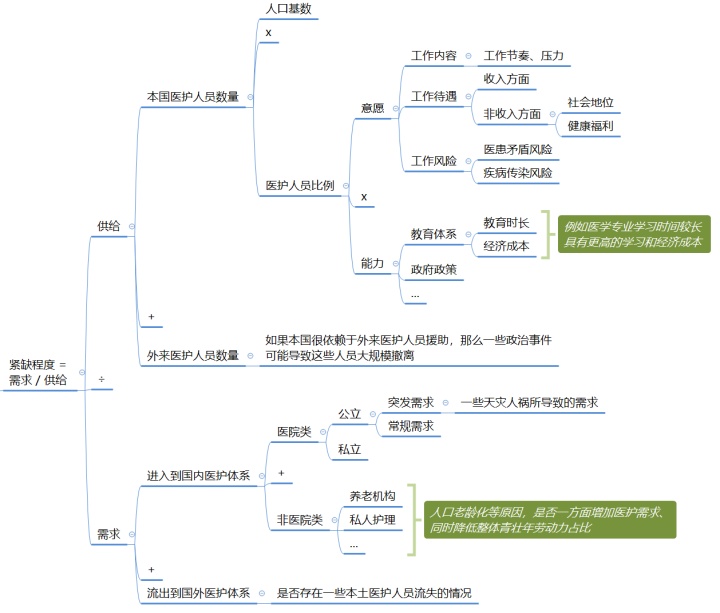 人口基数
x
工作内容
工作节奏、压力
收入方面
工作待遇
社会地位
本国医护人员数量
意愿
非收入方面
健康福利
医患矛盾风险
工作风险
疾病传染风险
医护人员比例
x
教育时长
例如医学专业学习时间较长
供给
教育体系
具有更高的学习和经济成本
经济成本
能力
政府政策
...
+
如果本国很依赖于外来医护人员援助，那么一些政治事件
外来医护人员数量
可能导致这些人员大规模撤离
紧缺程度 =
需求 / 供给
÷
突发需求
一些天灾人祸所导致的需求
公立
医院类
常规需求
私立
进入到国内医护体系
+
养老机构
人口老龄化等原因，是否一方面增加医护需求、
非医院类
私人护理
同时降低整体青壮年劳动力占比
需求
...
+
流出到国外医护体系
是否存在一些本土医护人员流失的情况